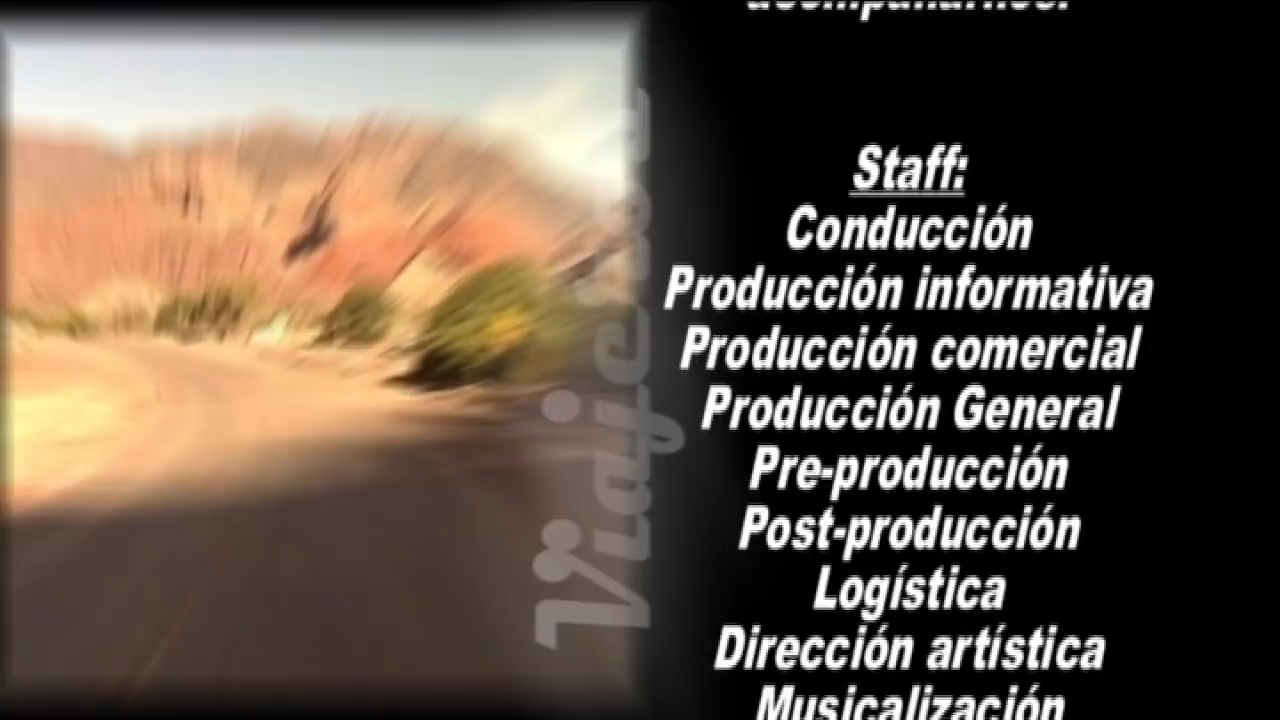 Staff:
Conducción
Producción informativa
Producción comercial
Producción General
Pre-producción
Post-producción
Logística
Dirección artística
Musicalización